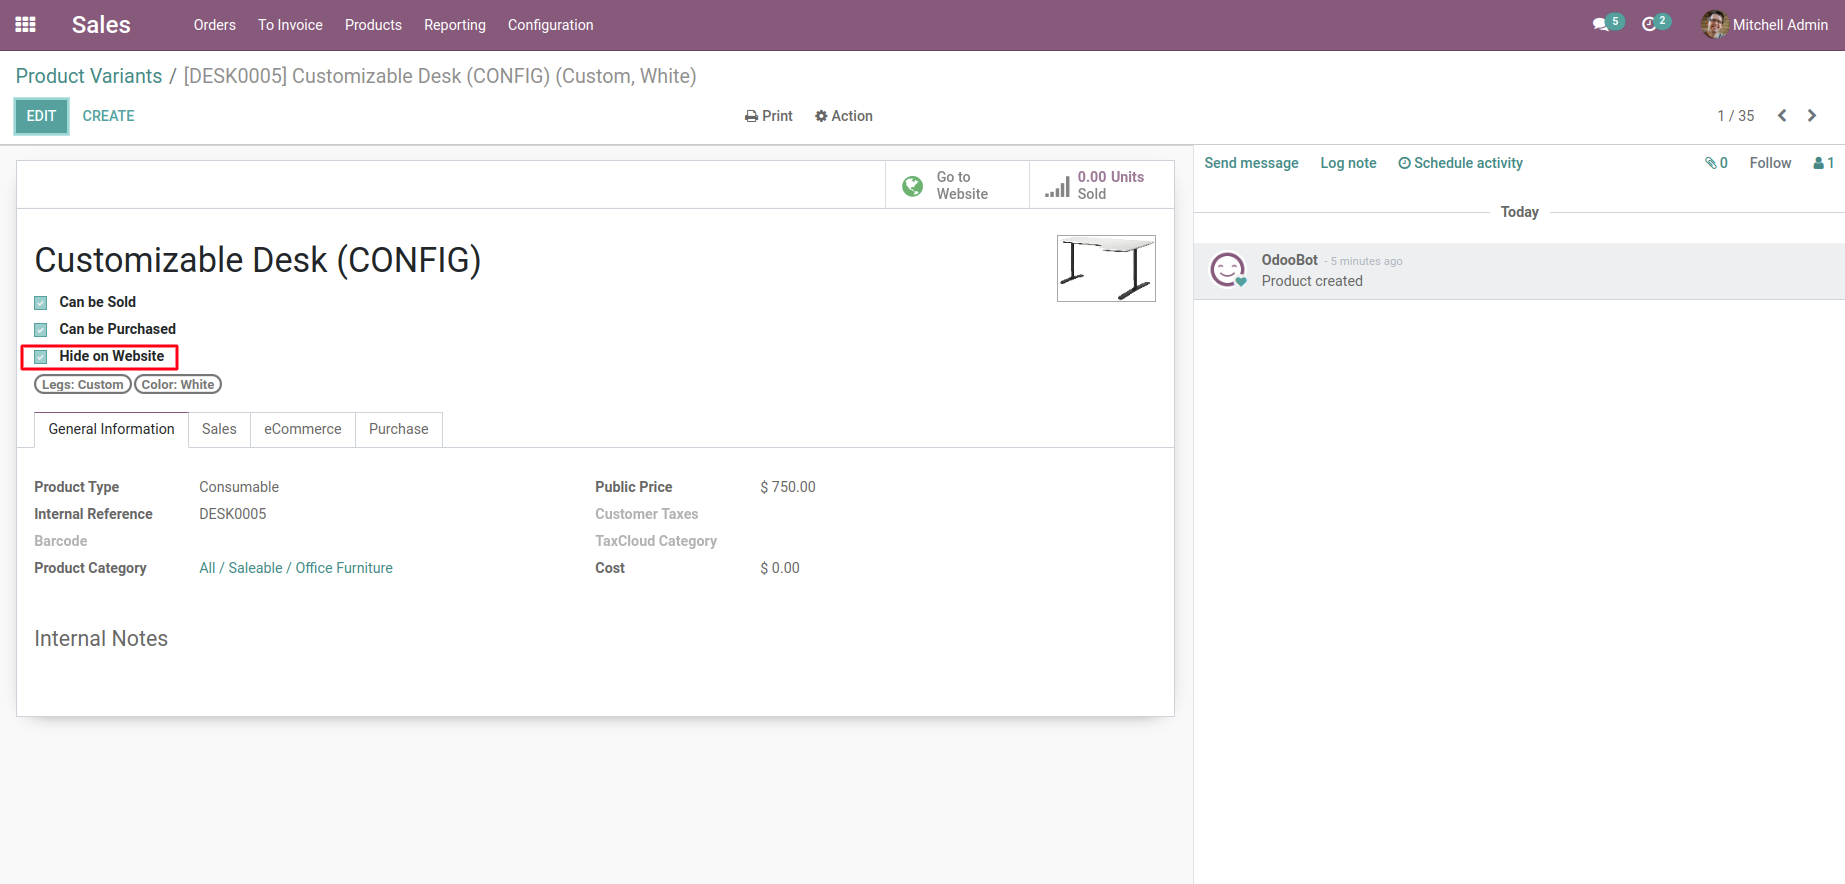 Sales Orders To Invoice Products Reporting Configuration 5 2 Mitchell Admin
Product Variants / [DESK0005] Customizable Desk (CONFIG) (Custom, White)
EDIT CREATE Print Action 1 / 35
Send message Log note Schedule activity 0 Follow 1
Go to Website
0.00 Units Sold
Today
Customizable Desk (CONFIG)
OdooBot - 5 minutes ago
Product created
Can be Sold
Can be Purchased
Hide on Website
Legs: Custom Color: White
General Information Sales eCommerce Purchase
Product Type Consumable Public Price $ 750.00
Internal Reference DESK0005 Customer Taxes
Barcode TaxCloud Category
Product Category All / Saleable / Office Furniture Cost $ 0.00
Internal Notes